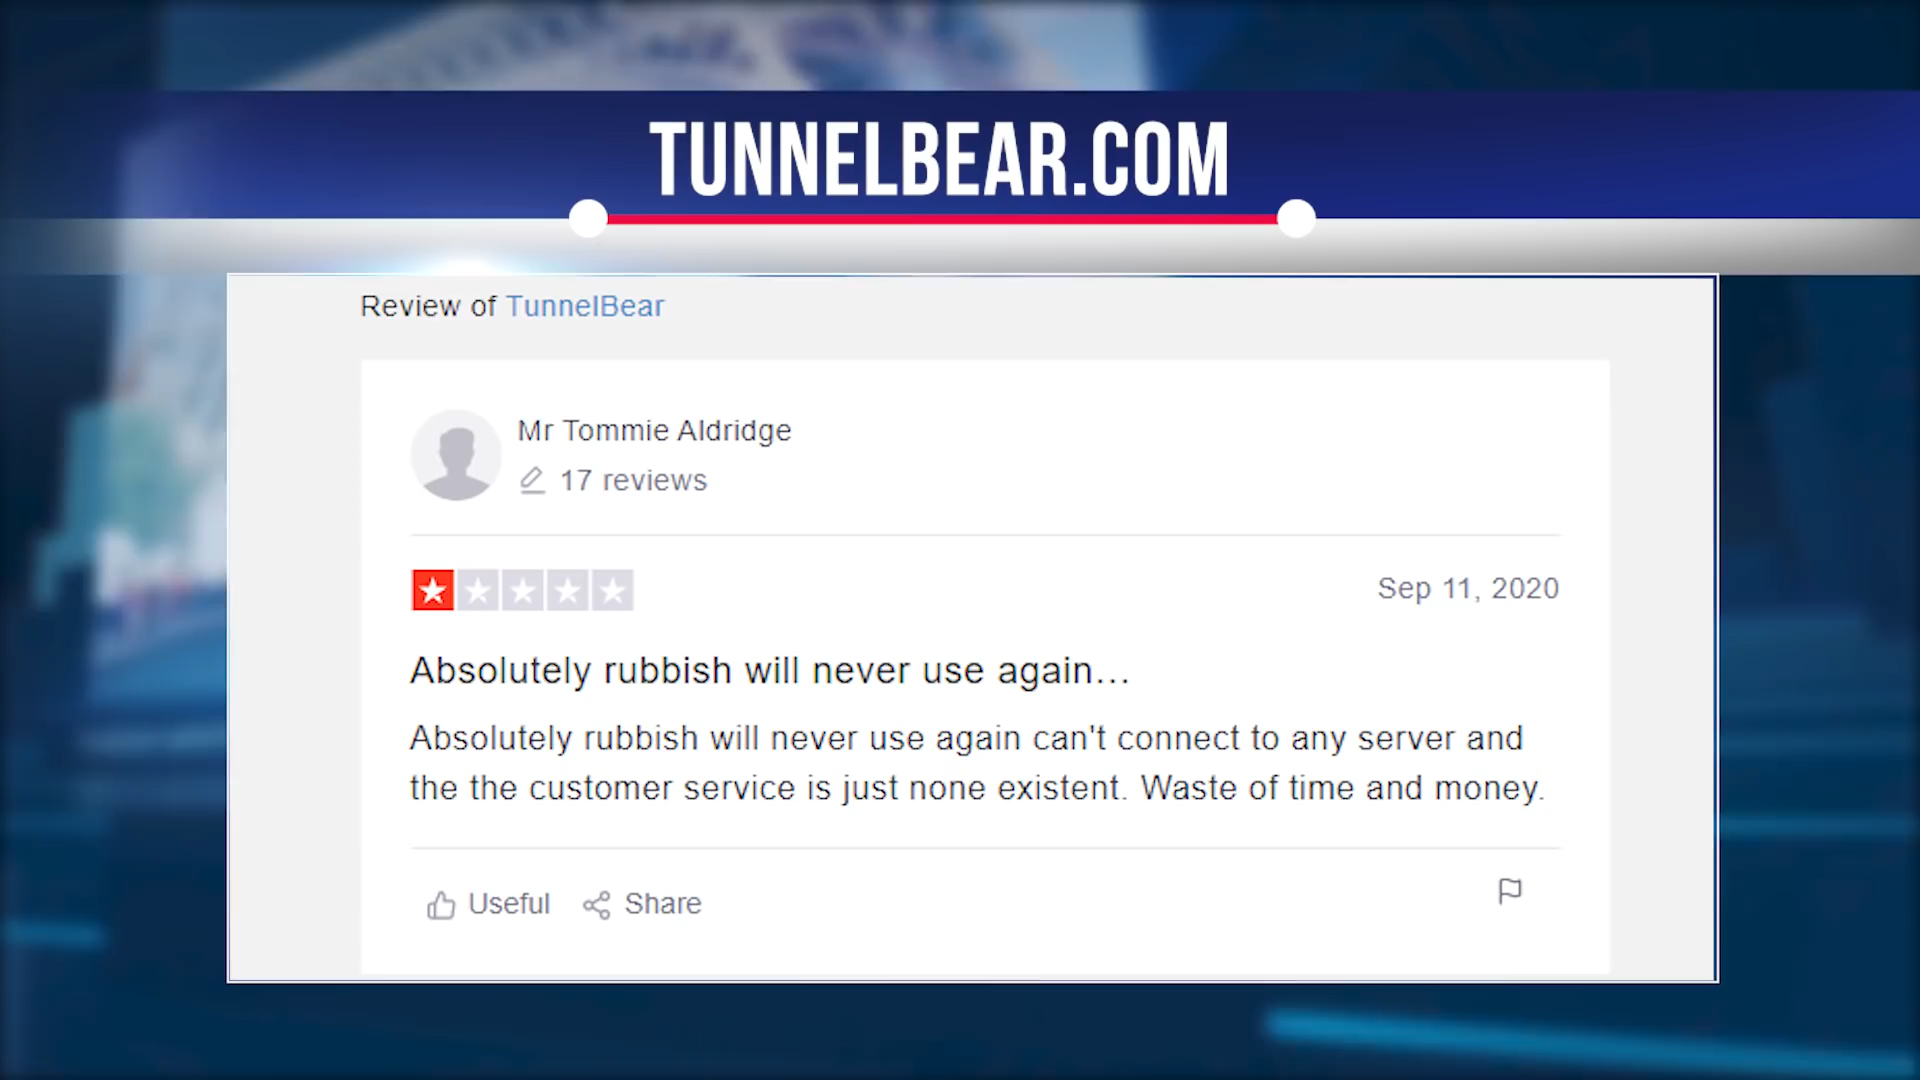 TUNNELBEAR.COM
Review of TunnelBear
Mr Tommie Aldridge
17 reviews
Sep 11, 2020
Absolutely rubbish will never use again...
Absolutely rubbish will never use again can't connect to any server and
the the customer service is just none existent. Waste of time and money.
Useful Share